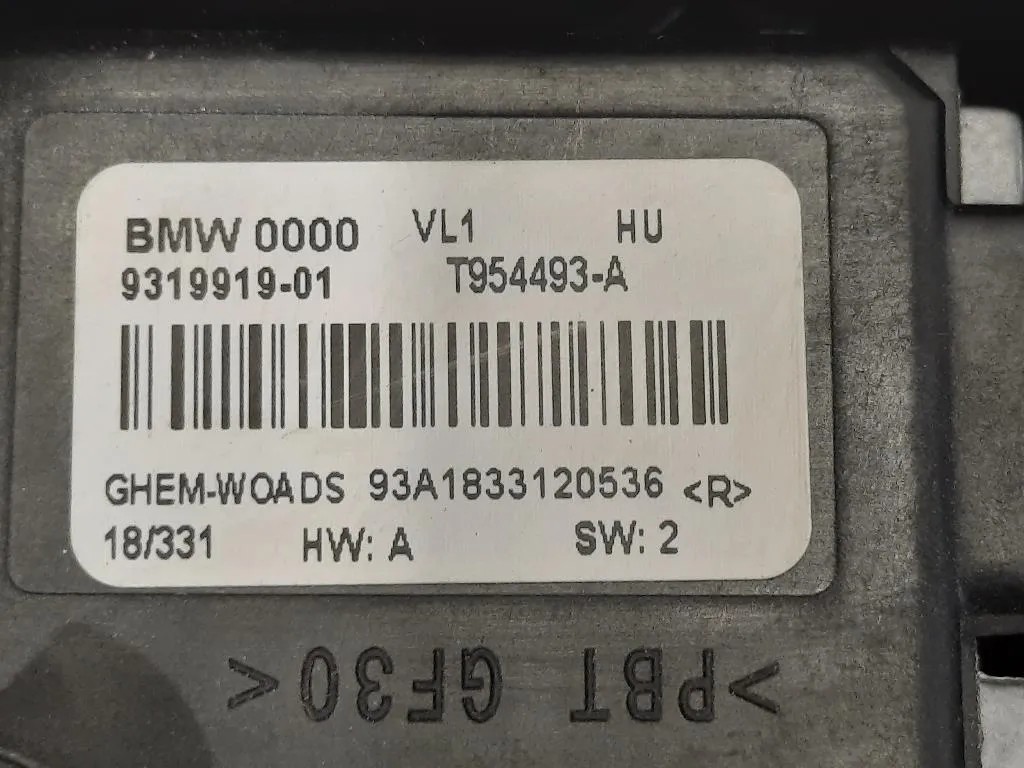 BMW 0000 VL1 HU
9319919-01 T954493-A
GHEM-WOADS 93A1833120536 <R>
18/331 HW: A SW: 2
>PBT GF30<